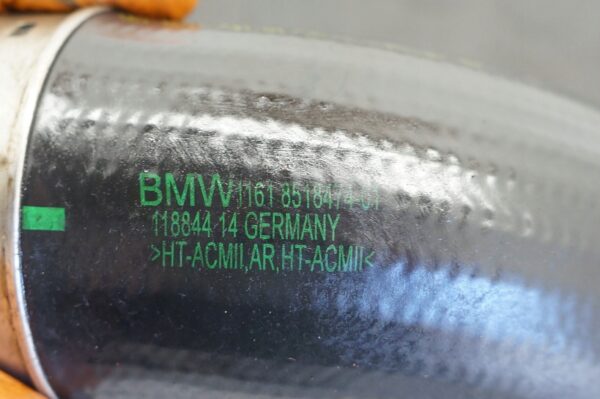 BMW 1161 8518474-01
118844 14 GERMANY
>HT-ACMII,AR,HT-ACMII<